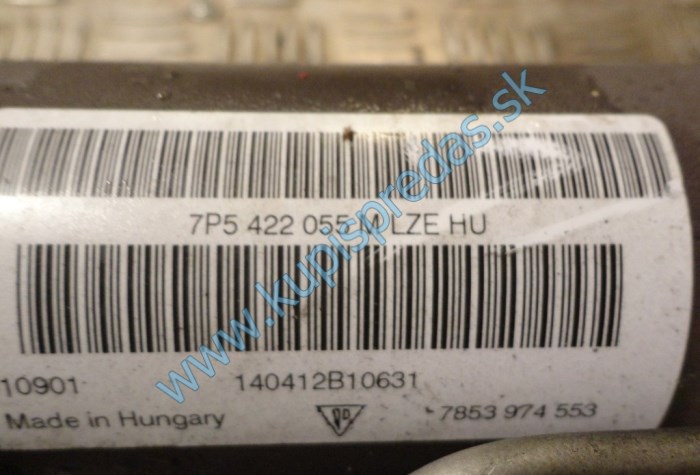 7P5 422 055 M LZE HU
10901 140412B10631
Made in Hungary 7853 974 553
www.kupispredas.sk